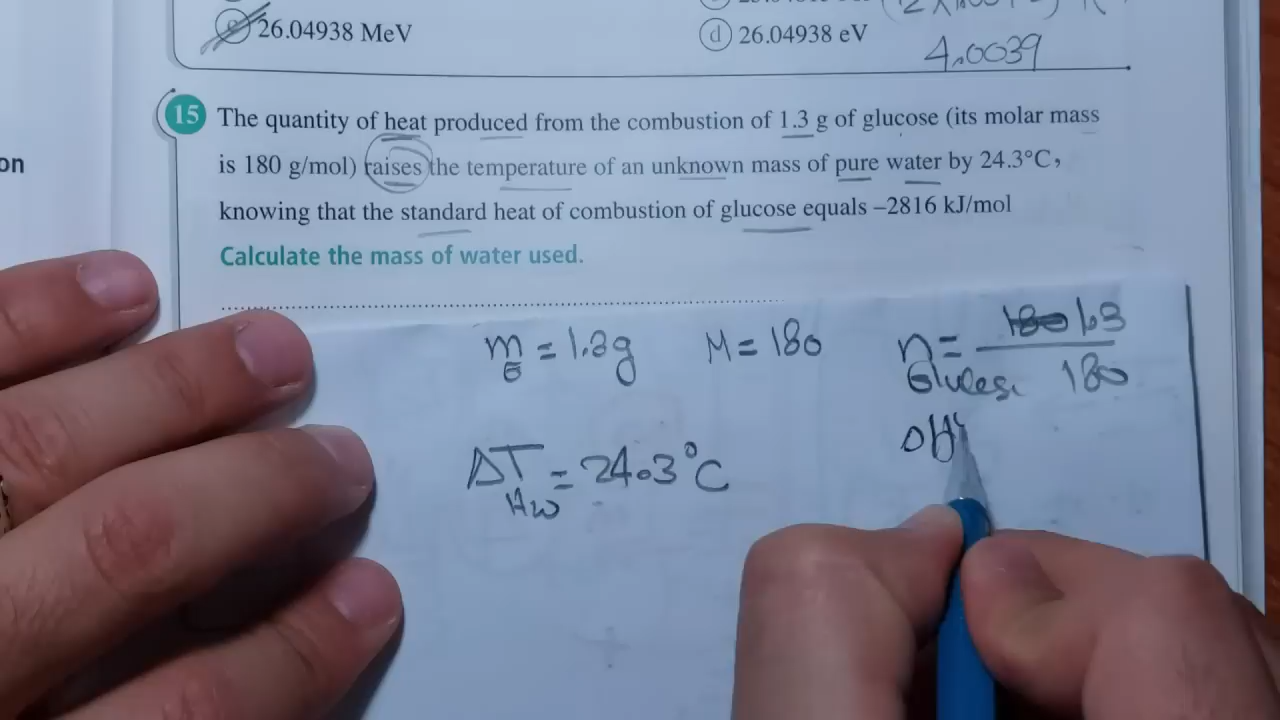 26.04938 MeV
d 26.04938 eV
4.0039
15 The quantity of heat produced from the combustion of 1.3 g of glucose (its molar mass
on
is 180 g/mol) raises the temperature of an unknown mass of pure water by 24.3°C,
knowing that the standard heat of combustion of glucose equals –2816 kJ/mol
Calculate the mass of water used.
m = 1.3g M = 180 n = 180 1.3
G Gluces. 180
ΔT = 24.3°C